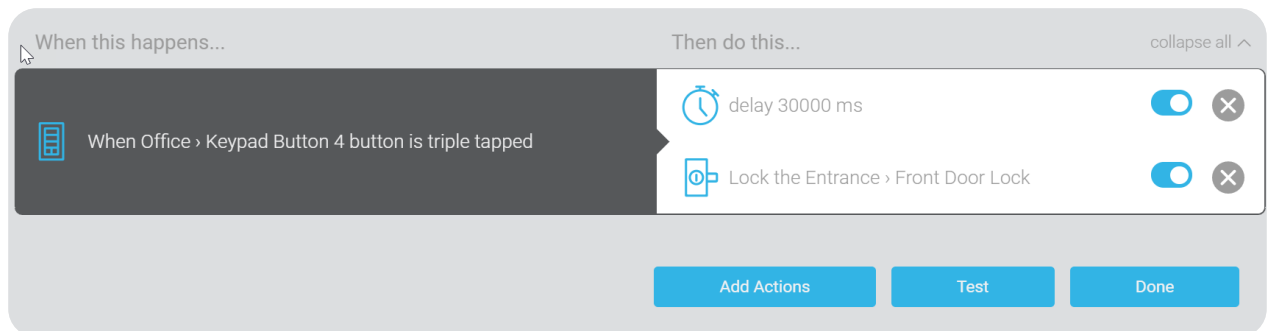 When this happens...
Then do this...
collapse all
When Office › Keypad Button 4 button is triple tapped
delay 30000 ms
Lock the Entrance › Front Door Lock
Add Actions
Test
Done